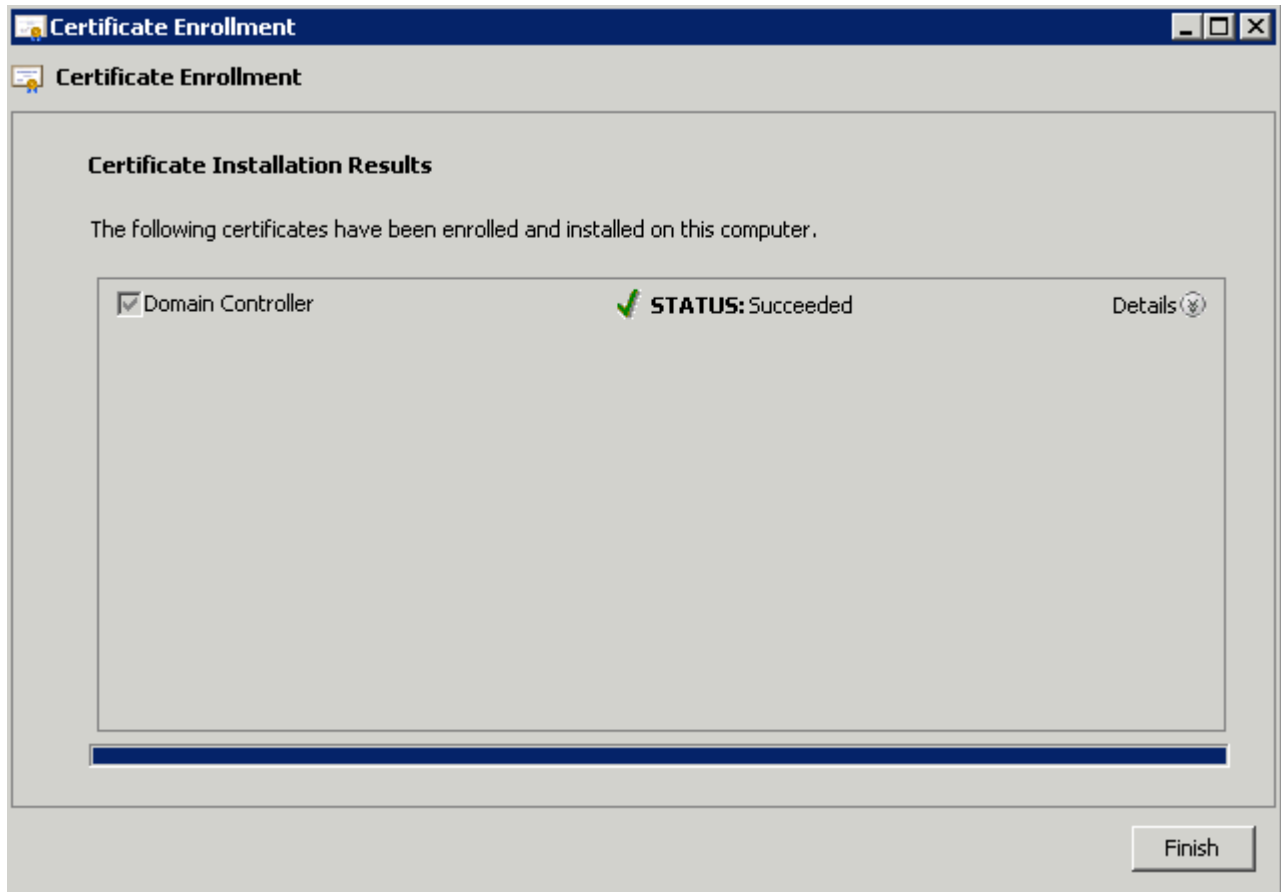 Certificate Enrollment
Certificate Enrollment
Certificate Installation Results
The following certificates have been enrolled and installed on this computer.
Domain Controller STATUS: Succeeded Details
Finish